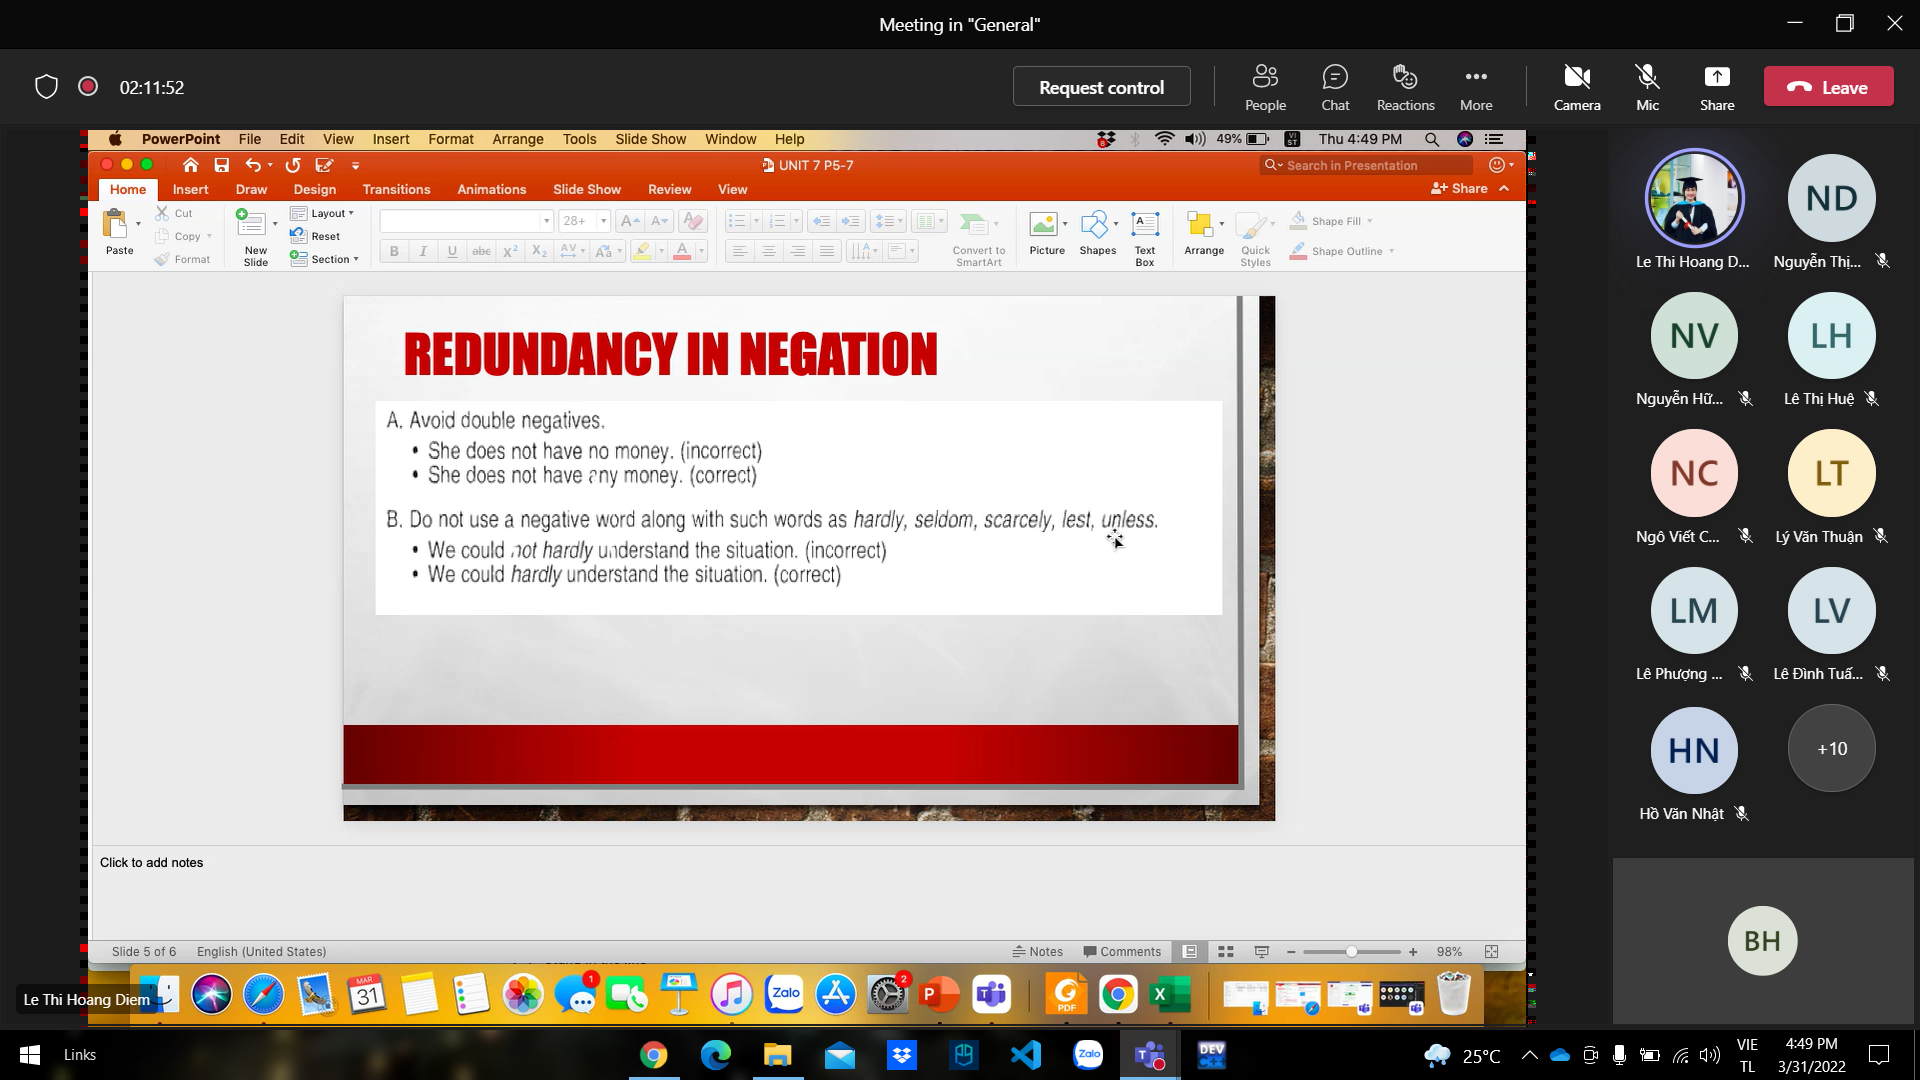 Meeting in "General"
02:11:52
Request control
People
Chat
Reactions
More
Camera
Mic
Share
Leave
PowerPoint File Edit View Insert Format Arrange Tools Slide Show Window Help
49% Thu 4:49 PM
UNIT 7 P5-7
Search in Presentation
Home Insert Draw Design Transitions Animations Slide Show Review View
Share
Paste
Cut
Copy
Format
New Slide
Layout
Reset
Section
28+
Convert to SmartArt
Picture
Shapes
Text Box
Arrange
Quick Styles
Shape Fill
Shape Outline
REDUNDANCY IN NEGATION
A. Avoid double negatives.
• She does not have no money. (incorrect)
• She does not have any money. (correct)
B. Do not use a negative word along with such words as hardly, seldom, scarcely, lest, unless.
• We could not hardly understand the situation. (incorrect)
• We could hardly understand the situation. (correct)
Click to add notes
Slide 5 of 6 English (United States)
Notes Comments 98%
Le Thi Hoang Diem
Le Thi Hoang D...
ND
Nguyễn Thị...
NV
Nguyễn Hữ...
LH
Lê Thị Huệ
NC
Ngô Viết C...
LT
Lý Văn Thuận
LM
Lê Phượng ...
LV
Lê Đình Tuấ...
HN
Hồ Văn Nhật
+10
BH
MAR
31
1
Zalo
2
P
PDF
X
Links
Zalo
DEV
25°C
VIE
TL
4:49 PM
3/31/2022